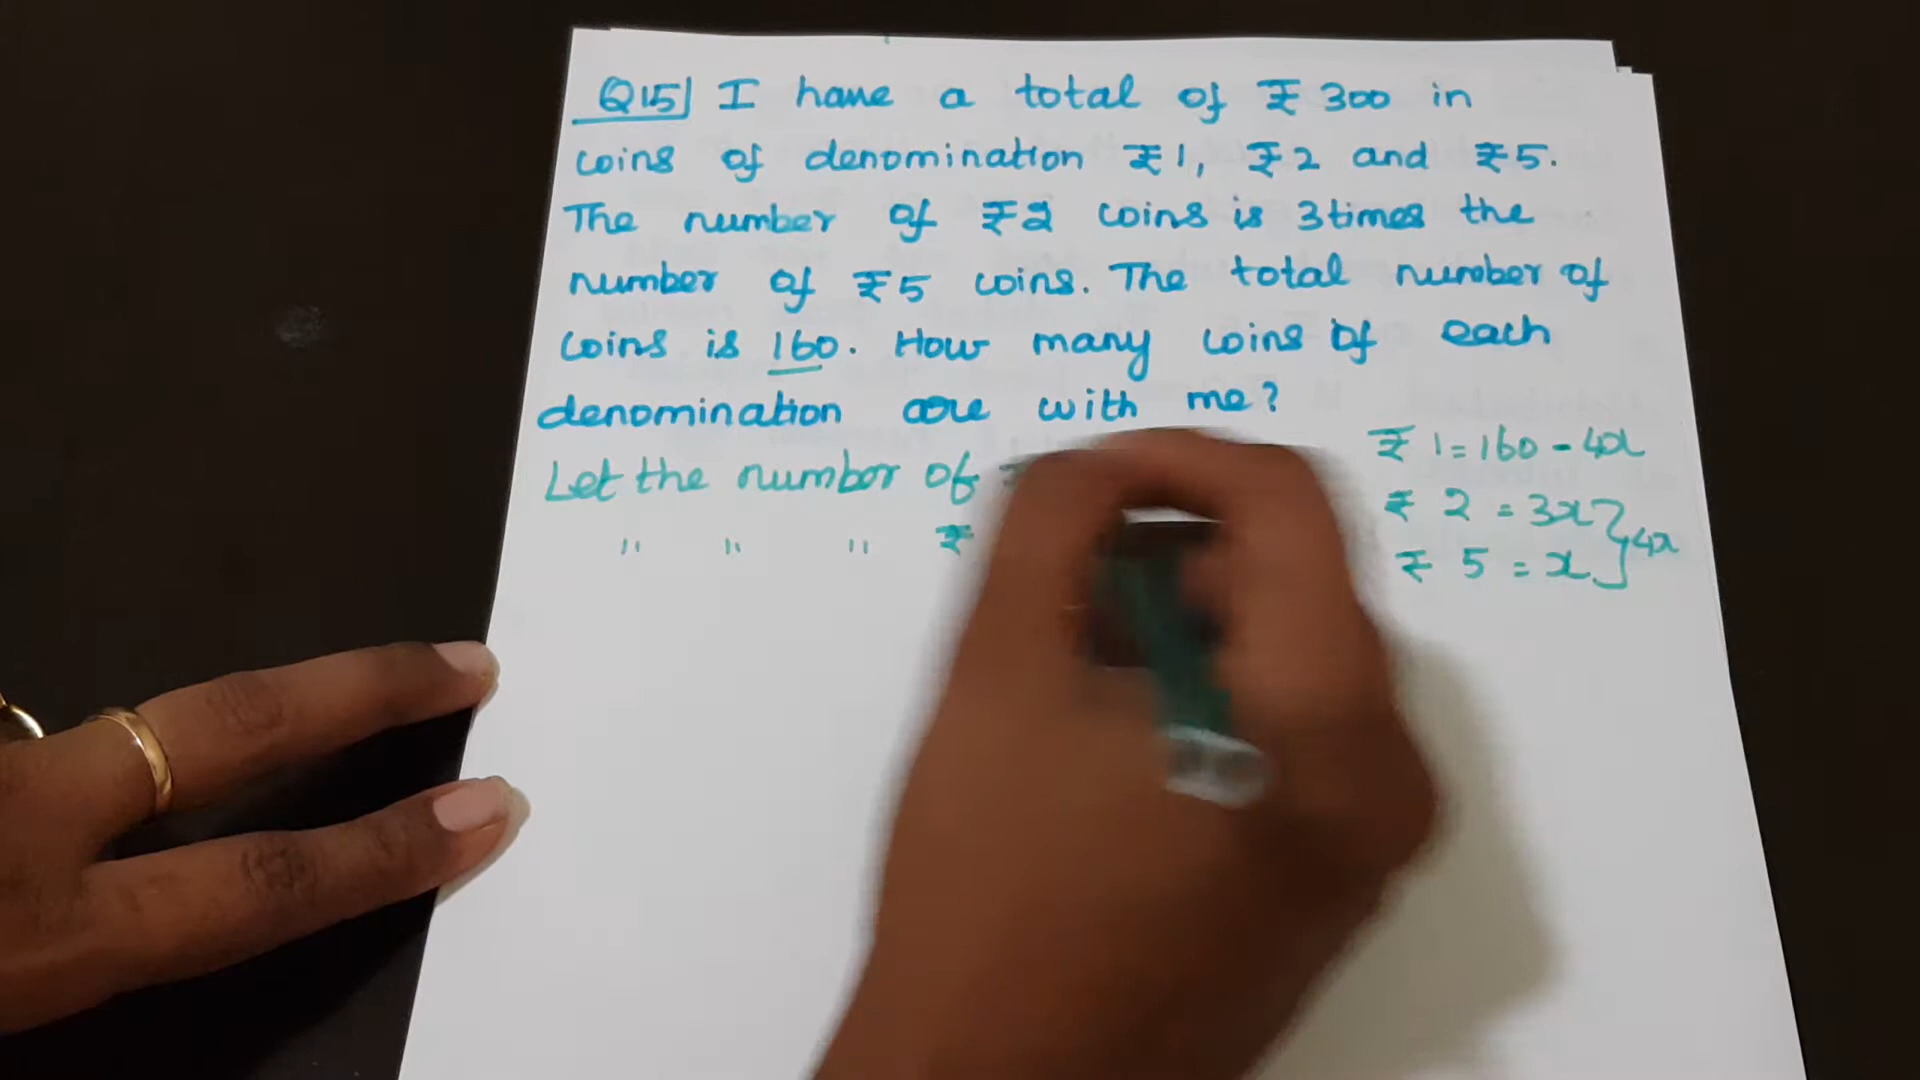 Q15] I have a total of ₹ 300 in
coins of denomination ₹1, ₹2 and ₹5.
The number of ₹2 coins is 3 times the
number of ₹5 coins. The total number of
coins is 160. How many coins of each
denomination are with me?
Let the number of
" " " ₹
₹ 1 = 160 - 4x
₹ 2 = 3x
₹ 5 = x } 4x